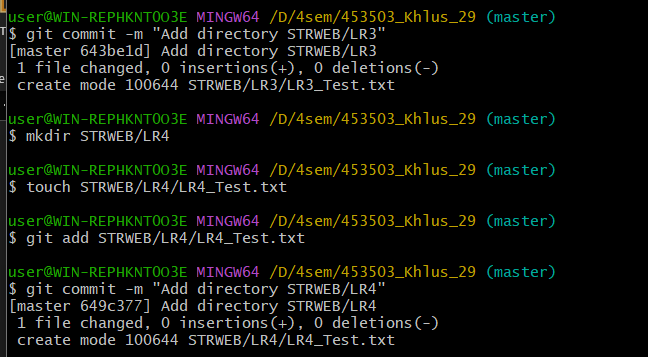 user@WIN-REPHKNTOO3E MINGW64 /D/4sem/453503_Khlus_29 (master)
$ git commit -m "Add directory STRWEB/LR3"
[master 643be1d] Add directory STRWEB/LR3
 1 file changed, 0 insertions(+), 0 deletions(-)
 create mode 100644 STRWEB/LR3/LR3_Test.txt

user@WIN-REPHKNTOO3E MINGW64 /D/4sem/453503_Khlus_29 (master)
$ mkdir STRWEB/LR4

user@WIN-REPHKNTOO3E MINGW64 /D/4sem/453503_Khlus_29 (master)
$ touch STRWEB/LR4/LR4_Test.txt

user@WIN-REPHKNTOO3E MINGW64 /D/4sem/453503_Khlus_29 (master)
$ git add STRWEB/LR4/LR4_Test.txt

user@WIN-REPHKNTOO3E MINGW64 /D/4sem/453503_Khlus_29 (master)
$ git commit -m "Add directory STRWEB/LR4"
[master 649c377] Add directory STRWEB/LR4
 1 file changed, 0 insertions(+), 0 deletions(-)
 create mode 100644 STRWEB/LR4/LR4_Test.txt